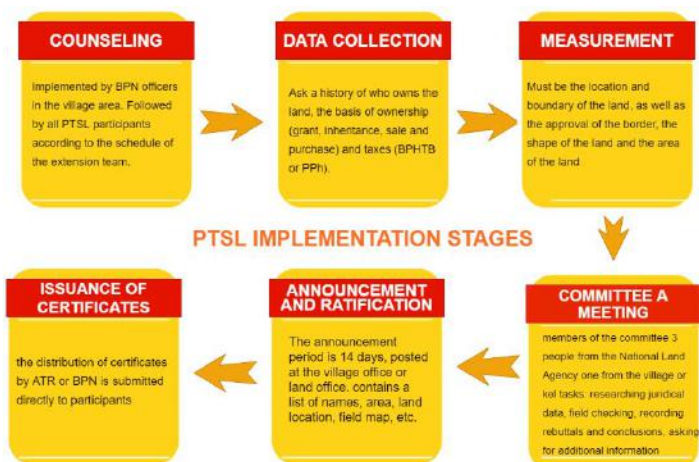 COUNSELING
Implemented by BPN officers
in the village area. Followed
by all PTSL participants
according to the schedule of
the extension team.
DATA COLLECTION
Ask a history of who owns the
land, the basis of ownership
(grant, inheritance, sale and
purchase) and taxes (BPHTB
or PPh).
MEASUREMENT
Must be the location and
boundary of the land, as well as
the approval of the border, the
shape of the land and the area
of the land
PTSL IMPLEMENTATION STAGES
COMMITTEE A
MEETING
members of the committee 3
people from the National Land
Agency one from the village or
kel tasks: researching juridical
data, field checking, recording
rebuttals and conclusions, asking
for additional information
ANNOUNCEMENT
AND RATIFICATION
The announcement
period is 14 days, posted
at the village office or
land office. contains a
list of names, area, land
location, field map, etc.
ISSUANCE OF
CERTIFICATES
the distribution of certificates
by ATR or BPN is submitted
directly to participants